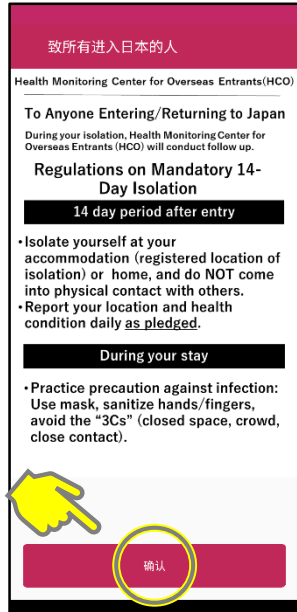 致所有进入日本的人
Health Monitoring Center for Overseas Entrants(HCO)
To Anyone Entering/Returning to Japan
During your isolation, Health Monitoring Center for
Overseas Entrants (HCO) will conduct follow up.
Regulations on Mandatory 14-
Day Isolation
14 day period after entry
・Isolate yourself at your
accommodation (registered location of
isolation) or home, and do NOT come
into physical contact with others.
・Report your location and health
condition daily as pledged.
During your stay
・Practice precaution against infection:
Use mask, sanitize hands/fingers,
avoid the “3Cs” (closed space, crowd,
close contact).
确认